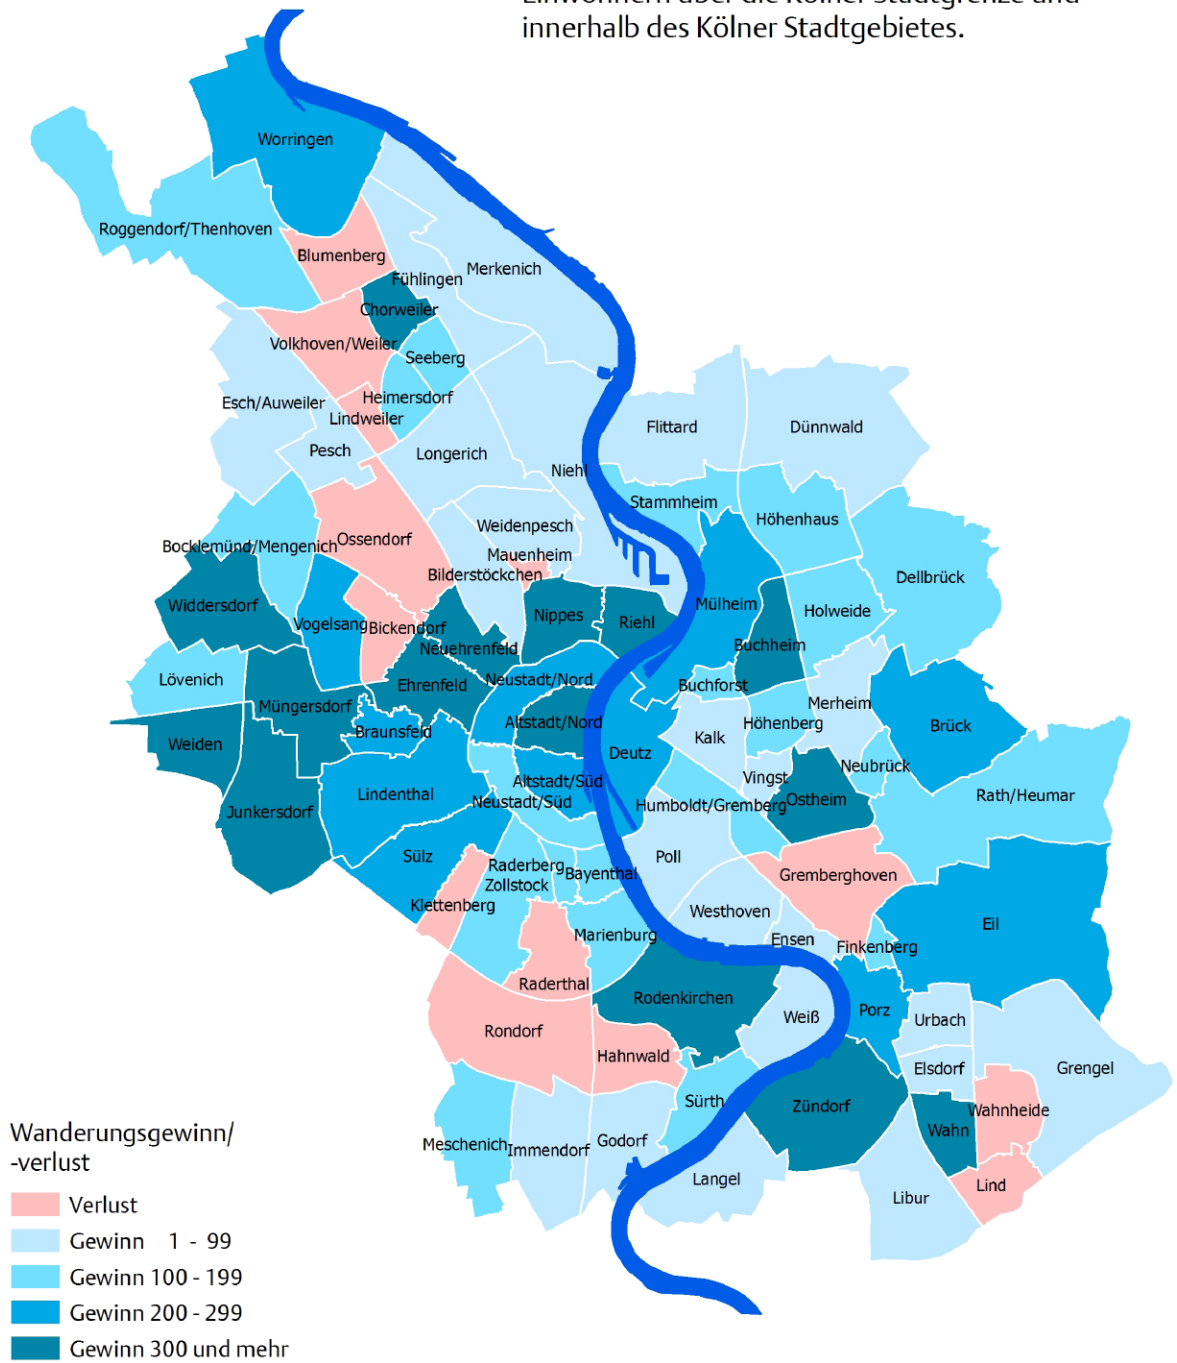 Einwohnern über die Kölner Stadtgrenze und
innerhalb des Kölner Stadtgebietes.
Worringen
Roggendorf/Thenhoven
Blumenberg
Merkenich
Fühlingen
Chorweiler
Volkhoven/Weiler
Seeberg
Heimersdorf
Esch/Auweiler
Lindweiler
Flittard
Dünnwald
Pesch
Longerich
Niehl
Stammheim
Höhenhaus
Weidenpesch
Ossendorf
Bocklemünd/Mengenich
Mauenheim
Bilderstöckchen
Dellbrück
Widdersdorf
Mülheim
Holweide
Nippes
Riehl
Vogelsang
Bickendorf
Buchheim
Neuehrenfeld
Lövenich
Ehrenfeld
Neustadt/Nord
Buchforst
Müngersdorf
Merheim
Altstadt/Nord
Höhenberg
Brück
Braunsfeld
Kalk
Weiden
Deutz
Neubrück
Vingst
Altstadt/Süd
Lindenthal
Rath/Heumar
Neustadt/Süd
Humboldt/Gremberg
Ostheim
Junkersdorf
Sülz
Poll
Raderberg
Bayenthal
Gremberghoven
Zollstock
Klettenberg
Westhoven
Eil
Marienburg
Ensen
Finkenberg
Raderthal
Rodenkirchen
Porz
Weiß
Urbach
Rondorf
Hahnwald
Elsdorf
Grengel
Sürth
Zündorf
Wahnheide
Wahn
Meschenich
Immendorf
Godorf
Langel
Lind
Libur
Wanderungsgewinn/
-verlust
Verlust
Gewinn 1 - 99
Gewinn 100 - 199
Gewinn 200 - 299
Gewinn 300 und mehr